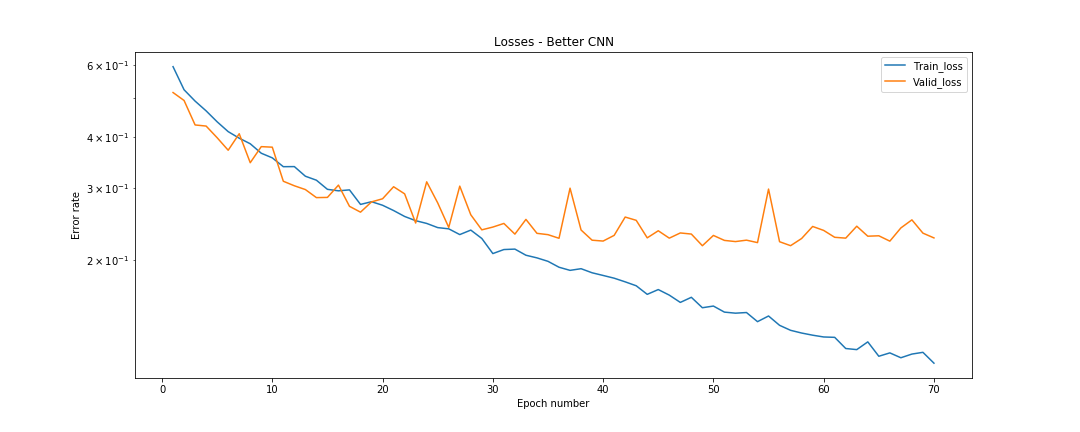 Losses - Better CNN
Train_loss
Valid_loss
6 × 10⁻¹
4 × 10⁻¹
3 × 10⁻¹
2 × 10⁻¹
Error rate
0 10 20 30 40 50 60 70
Epoch number